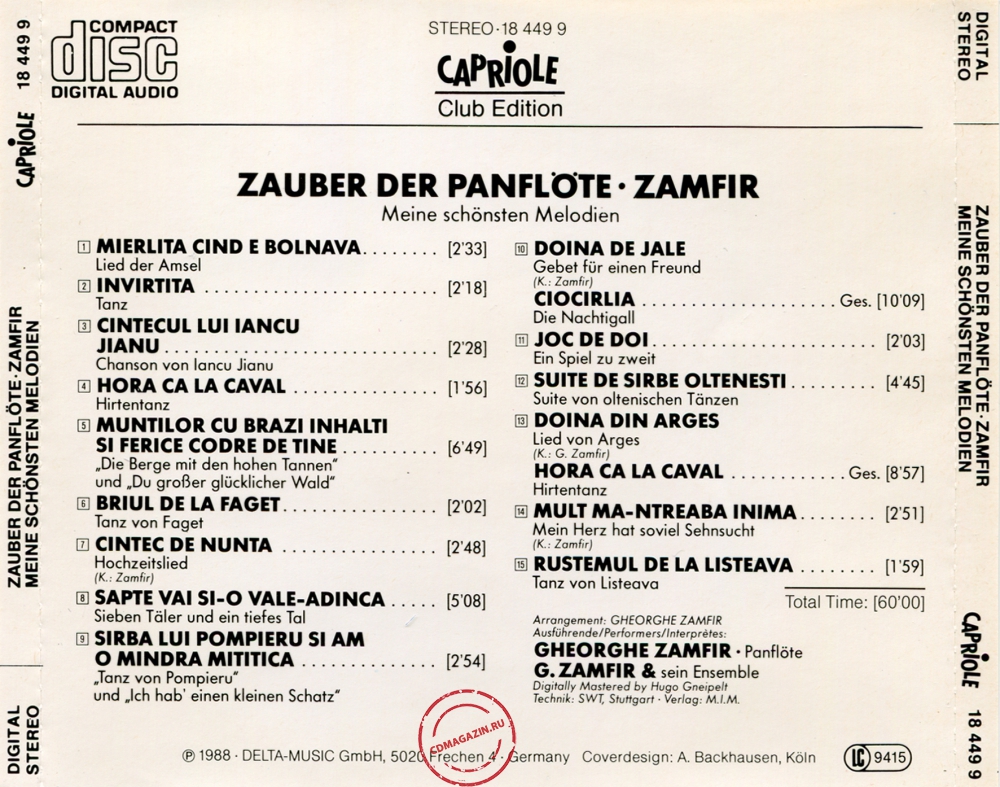 COMPACT
disc
DIGITAL AUDIO
STEREO·18 449 9
CAPRIOLE
Club Edition
ZAUBER DER PANFLÖTE·ZAMFIR
Meine schönsten Melodien
1 MIERLITA CIND E BOLNAVA........ [2'33]
Lied der Amsel
2 INVIRTITA ........................ [2'18]
Tanz
3 CINTECUL LUI IANCU
JIANU............................ [2'28]
Chanson von Iancu Jianu
4 HORA CA LA CAVAL ............... [1'56]
Hirtentanz
5 MUNTILOR CU BRAZI INHALTI
SI FERICE CODRE DE TINE .......... [6'49]
„Die Berge mit den hohen Tannen“
und „Du großer glücklicher Wald“
6 BRIUL DE LA FAGET................ [2'02]
Tanz von Faget
7 CINTEC DE NUNTA ................ [2'48]
Hochzeitslied
(K.: Zamfir)
8 SAPTE VAI SI-O VALE-ADINCA ..... [5'08]
Sieben Täler und ein tiefes Tal
9 SIRBA LUI POMPIERU SI AM
O MINDRA MITITICA .............. [2'54]
„Tanz von Pompieru“
und „Ich hab' einen kleinen Schatz“
10 DOINA DE JALE
Gebet für einen Freund
(K.: Zamfir)
CIOCIRLIA .................... Ges. [10'09]
Die Nachtigall
11 JOC DE DOI........................ [2'03]
Ein Spiel zu zweit
12 SUITE DE SIRBE OLTENESTI ......... [4'45]
Suite von oltenischen Tänzen
13 DOINA DIN ARGES
Lied von Arges
(K.: G. Zamfir)
HORA CA LA CAVAL ........... Ges. [8'57]
Hirtentanz
14 MULT MA-NTREABA INIMA........ [2'51]
Mein Herz hat soviel Sehnsucht
(K.: Zamfir)
15 RUSTEMUL DE LA LISTEAVA ........ [1'59]
Tanz von Listeava
Total Time: [60'00]
Arrangement: GHEORGHE ZAMFIR
Ausführende/Performers/Interprètes:
GHEORGHE ZAMFIR · Panflöte
G. ZAMFIR & sein Ensemble
Digitally Mastered by Hugo Gneipelt
Technik: SWT, Stuttgart · Verlag: M.I.M.
℗ 1988 · DELTA-MUSIC GmbH, 5020 Frechen 4 · Germany Coverdesign: A. Backhausen, Köln
LC 9415
CDMAGAZIN.RU
DIGITAL
STEREO
ZAUBER DER PANFLÖTE·ZAMFIR
MEINE SCHÖNSTEN MELODIEN
CAPRIOLE 18 449 9
DIGITAL
STEREO
ZAUBER DER PANFLÖTE·ZAMFIR
MEINE SCHÖNSTEN MELODIEN
CAPRIOLE 18 449 9